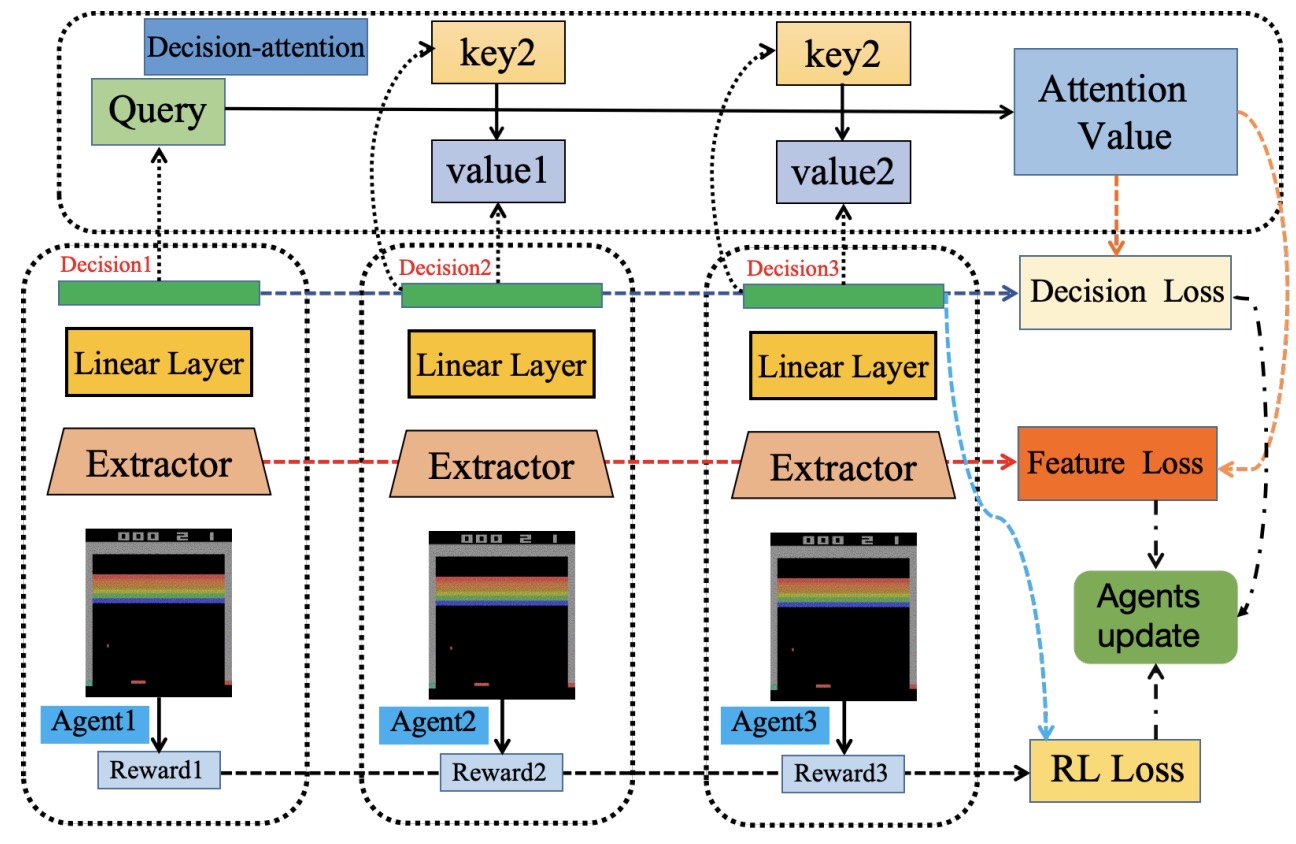 Decision-attention
key2
key2
Query
Attention
Value
value1
value2
Decision1
Decision2
Decision3
Decision Loss
Linear Layer
Linear Layer
Linear Layer
Extractor
Extractor
Extractor
Feature Loss
000 2 1
000 2 1
000 2 1
Agents
update
Agent1
Agent2
Agent3
Reward1
Reward2
Reward3
RL Loss